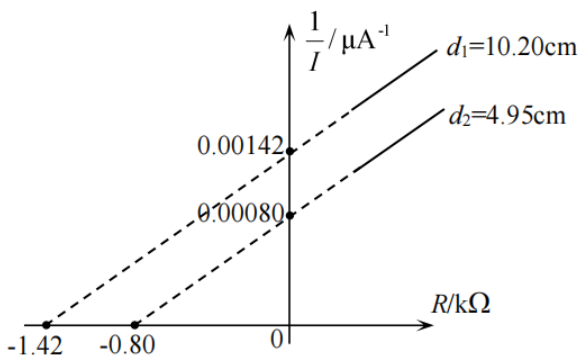 1/I / μA⁻¹
d₁=10.20cm
d₂=4.95cm
0.00142
0.00080
R/kΩ
-1.42
-0.80
0